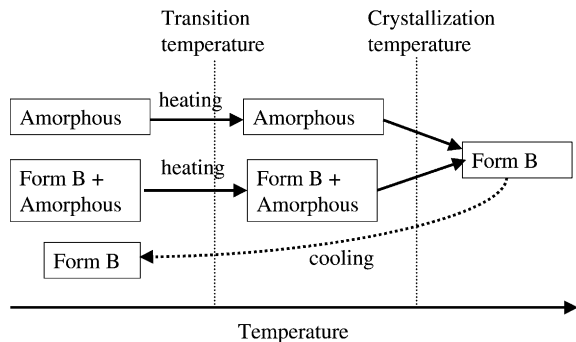 Transition
temperature
Crystallization
temperature
heating
Amorphous
Amorphous
heating
Form B +
Amorphous
Form B +
Amorphous
Form B
Form B
cooling
Temperature